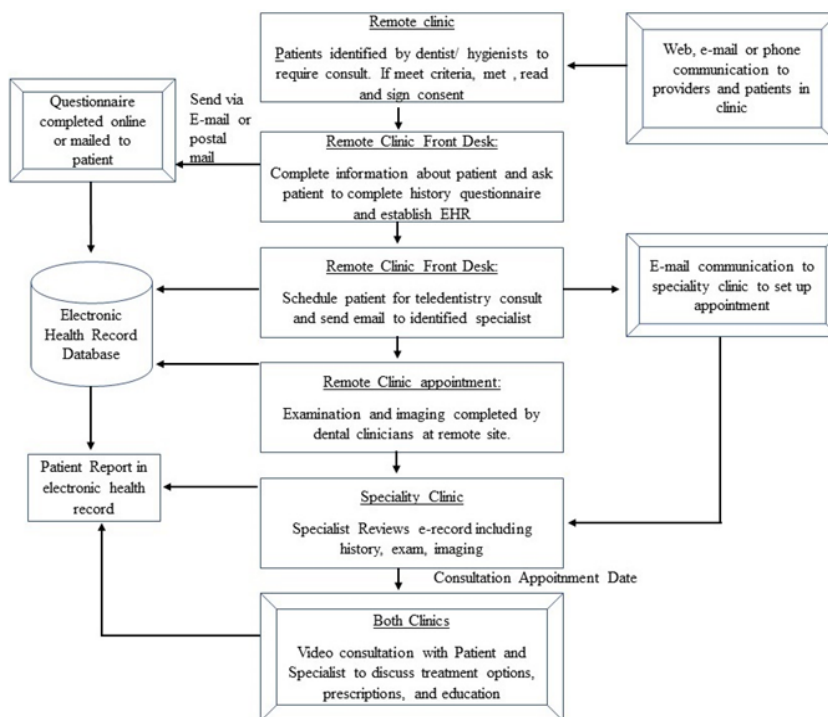 Remote clinic
Patients identified by dentist/ hygienists to
require consult. If meet criteria, met , read
and sign consent
Web, e-mail or phone
communication to
providers and patients in
clinic
Questionnaire
completed online
or mailed to
patient
Send via
E-mail or
postal
mail
Remote Clinic Front Desk:
Complete information about patient and ask
patient to complete history questionnaire
and establish EHR
Remote Clinic Front Desk:
Schedule patient for teledentistry consult
and send email to identified specialist
E-mail communication to
speciality clinic to set up
appointment
Electronic
Health Record
Database
Remote Clinic appointment:
Examination and imaging completed by
dental clinicians at remote site.
Patient Report in
electronic health
record
Speciality Clinic
Specialist Reviews e-record including
history, exam, imaging
Consultation Appoitnment Date
Both Clinics
Video consultation with Patient and
Specialist to discuss treatment options,
prescriptions, and education